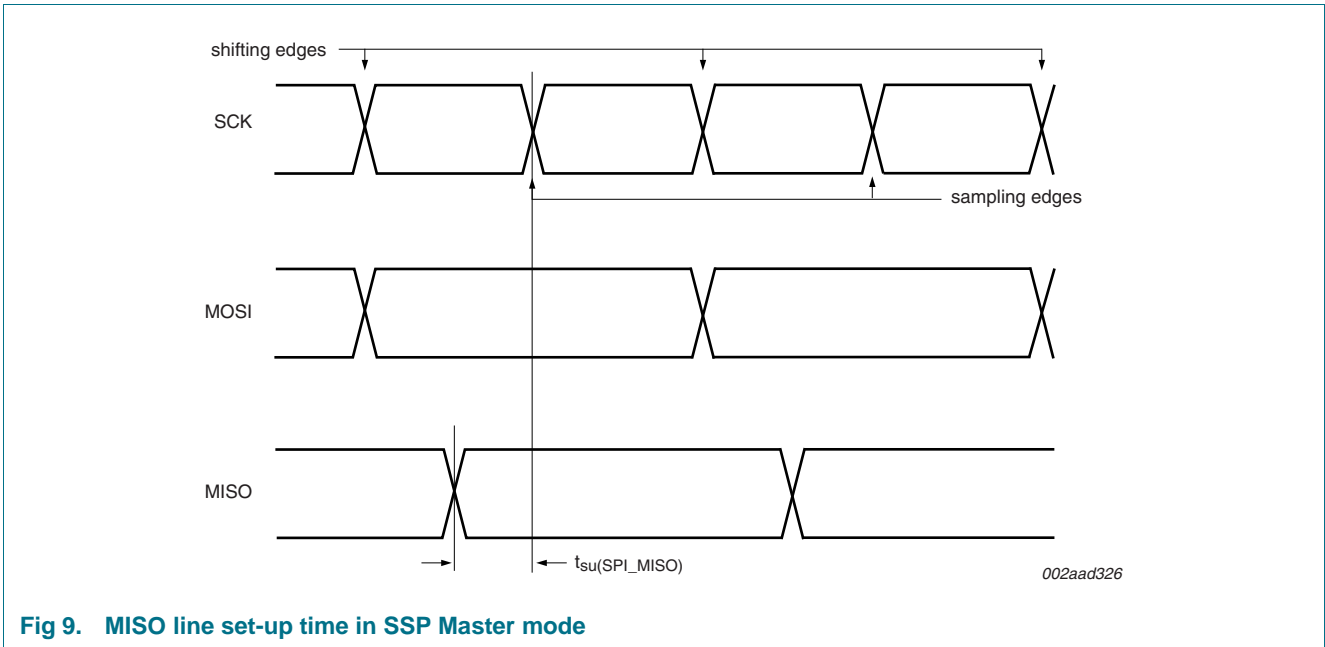 shifting edges
SCK
sampling edges
MOSI
MISO
tsu(SPI_MISO)
002aad326
Fig 9. MISO line set-up time in SSP Master mode